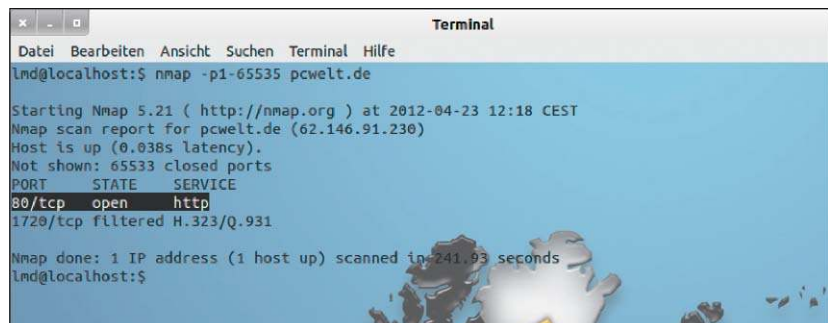 Terminal
Datei Bearbeiten Ansicht Suchen Terminal Hilfe
lmd@localhost:$ nmap -p1-65535 pcwelt.de
Starting Nmap 5.21 ( http://nmap.org ) at 2012-04-23 12:18 CEST
Nmap scan report for pcwelt.de (62.146.91.230)
Host is up (0.038s latency).
Not shown: 65533 closed ports
PORT STATE SERVICE
80/tcp open http
1720/tcp filtered H.323/Q.931
Nmap done: 1 IP address (1 host up) scanned in 241.93 seconds
lmd@localhost:$